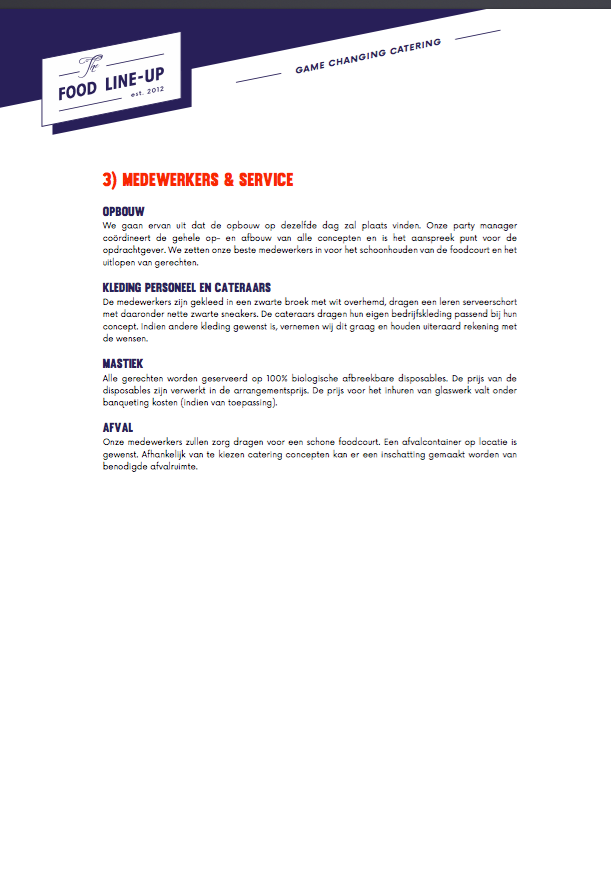 The
FOOD LINE-UP
est. 2012
GAME CHANGING CATERING
3) MEDEWERKERS & SERVICE
OPBOUW
We gaan ervan uit dat de opbouw op dezelfde dag zal plaats vinden. Onze party manager
coördineert de gehele op- en afbouw van alle concepten en is het aanspreek punt voor de
opdrachtgever. We zetten onze beste medewerkers in voor het schoonhouden van de foodcourt en het
uitlopen van gerechten.
KLEDING PERSONEEL EN CATERAARS
De medewerkers zijn gekleed in een zwarte broek met wit overhemd, dragen een leren serveerschort
met daaronder nette zwarte sneakers. De cateraars dragen hun eigen bedrijfskleding passend bij hun
concept. Indien andere kleding gewenst is, vernemen wij dit graag en houden uiteraard rekening met
de wensen.
MASTIEK
Alle gerechten worden geserveerd op 100% biologische afbreekbare disposables. De prijs van de
disposables zijn verwerkt in de arrangementsprijs. De prijs voor het inhuren van glaswerk valt onder
banqueting kosten (indien van toepassing).
AFVAL
Onze medewerkers zullen zorg dragen voor een schone foodcourt. Een afvalcontainer op locatie is
gewenst. Afhankelijk van te kiezen catering concepten kan er een inschatting gemaakt worden van
benodigde afvalruimte.